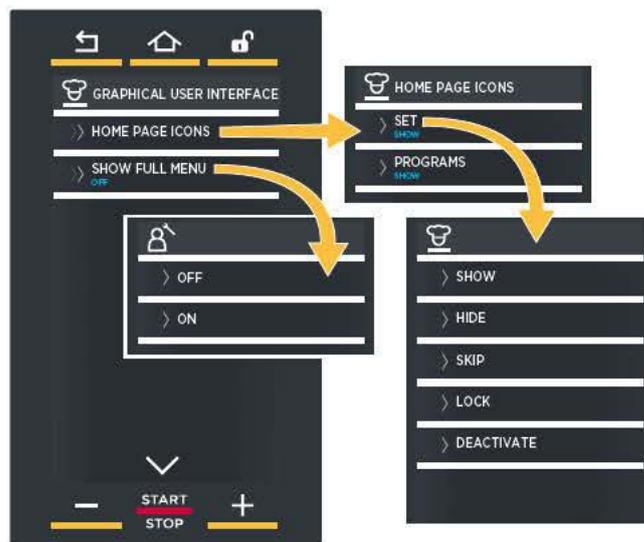 GRAPHICAL USER INTERFACE
HOME PAGE ICONS
SHOW FULL MENU
OFF
HOME PAGE ICONS
SET
SHOW
PROGRAMS
SHOW
OFF
ON
SHOW
HIDE
SKIP
LOCK
DEACTIVATE
START
STOP